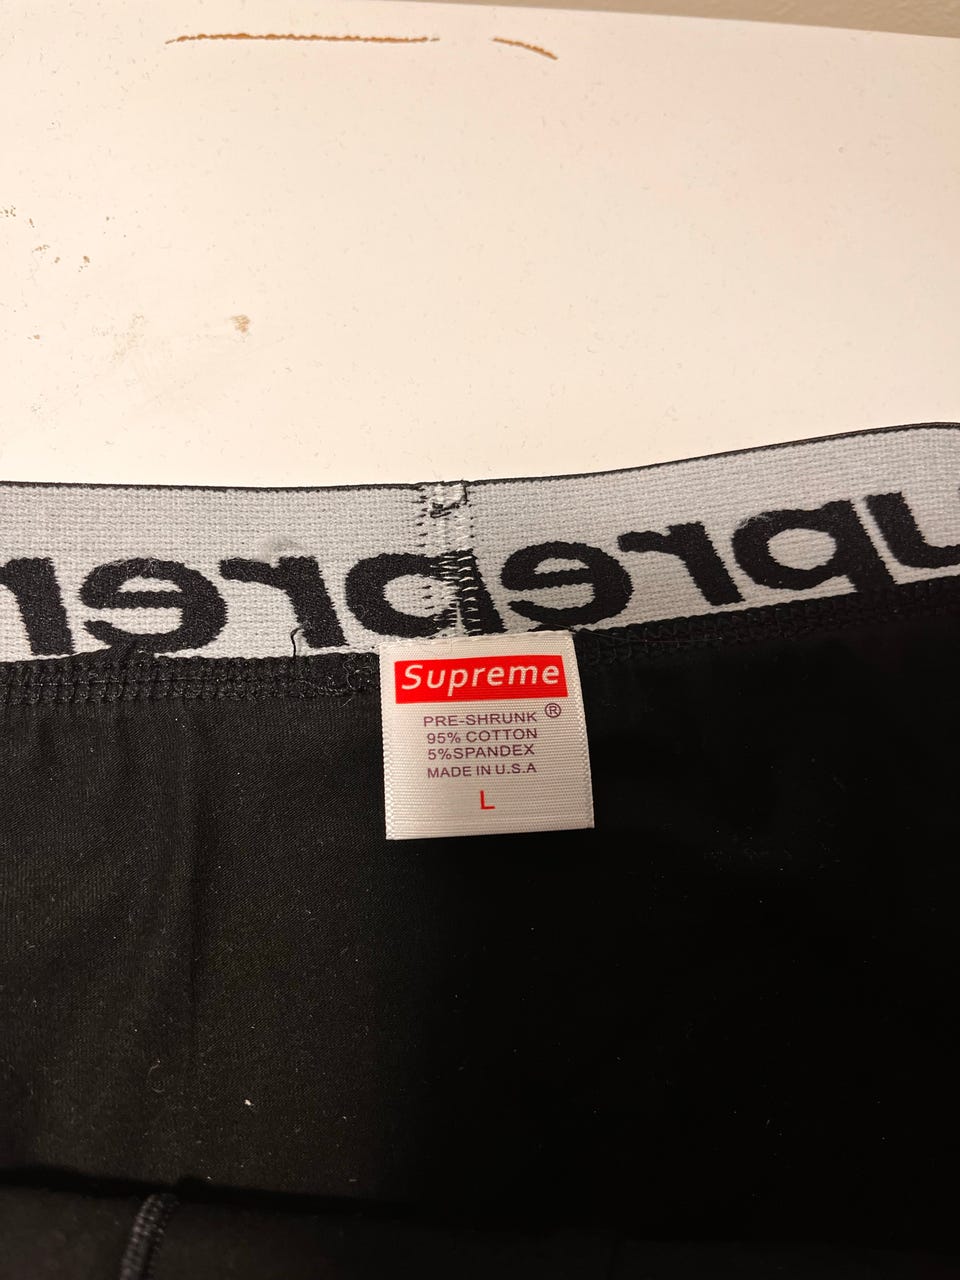 Supreme
PRE-SHRUNK ®
95% COTTON
5%SPANDEX
MADE IN U.S.A
L